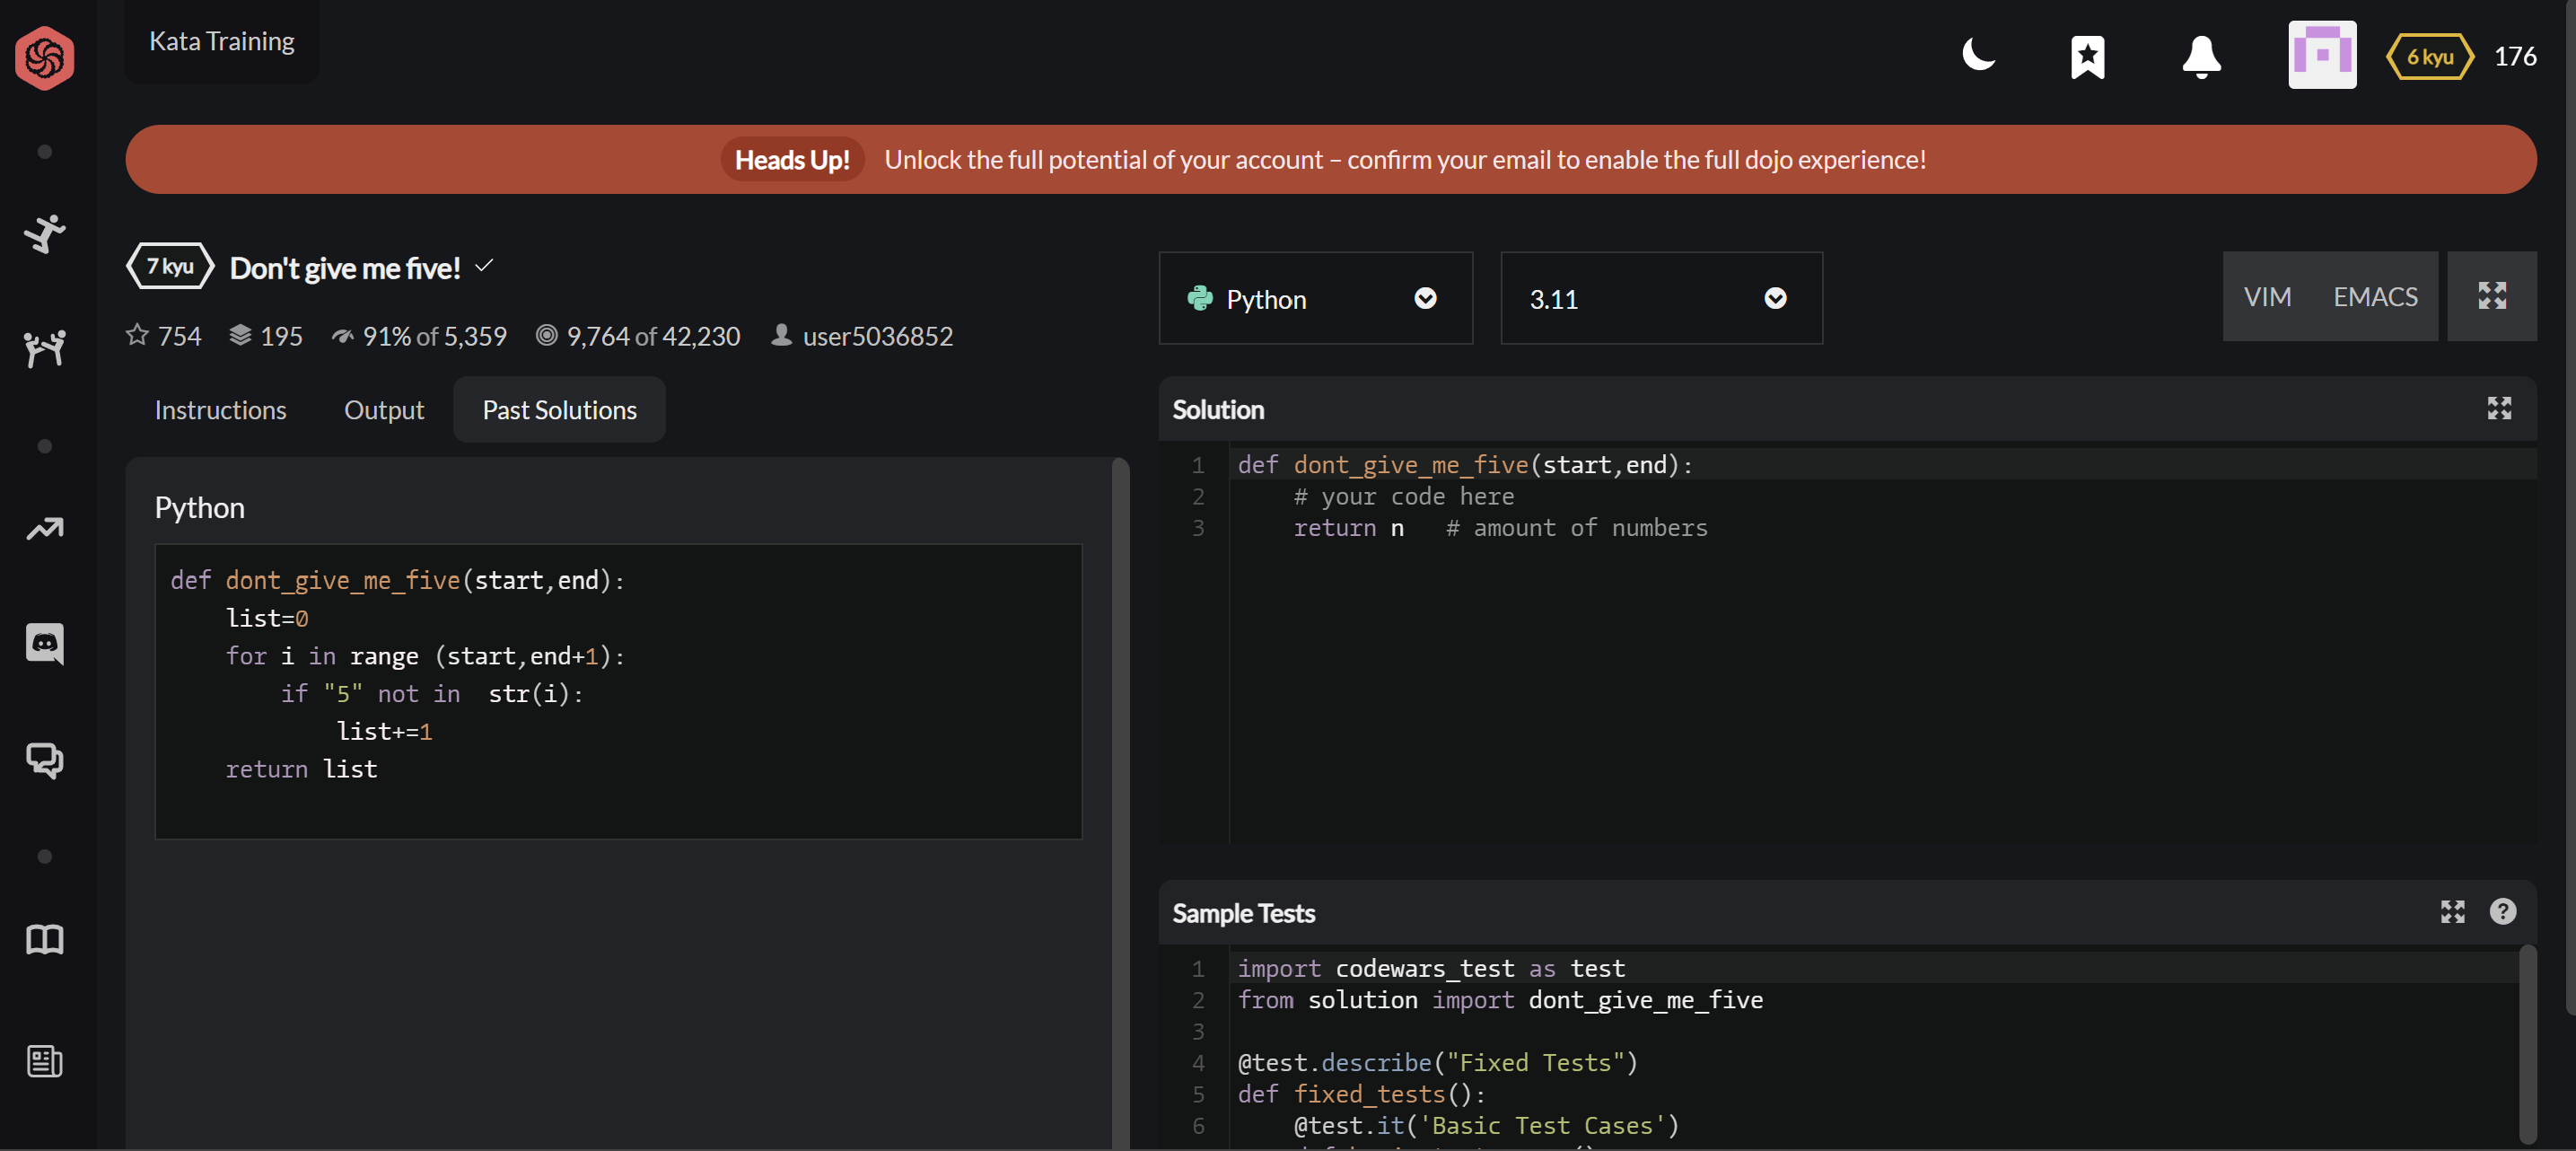 Kata Training
6 kyu 176
Heads Up! Unlock the full potential of your account – confirm your email to enable the full dojo experience!
7 kyu Don't give me five!
754 195 91% of 5,359 9,764 of 42,230 user5036852
Instructions Output Past Solutions
Python
def dont_give_me_five(start,end):
    list=0
    for i in range (start,end+1):
        if "5" not in  str(i):
            list+=1
    return list
Python 3.11 VIM EMACS
Solution
1 def dont_give_me_five(start,end):
2     # your code here
3     return n   # amount of numbers
Sample Tests
1 import codewars_test as test
2 from solution import dont_give_me_five
3
4 @test.describe("Fixed Tests")
5 def fixed_tests():
6     @test.it('Basic Test Cases')